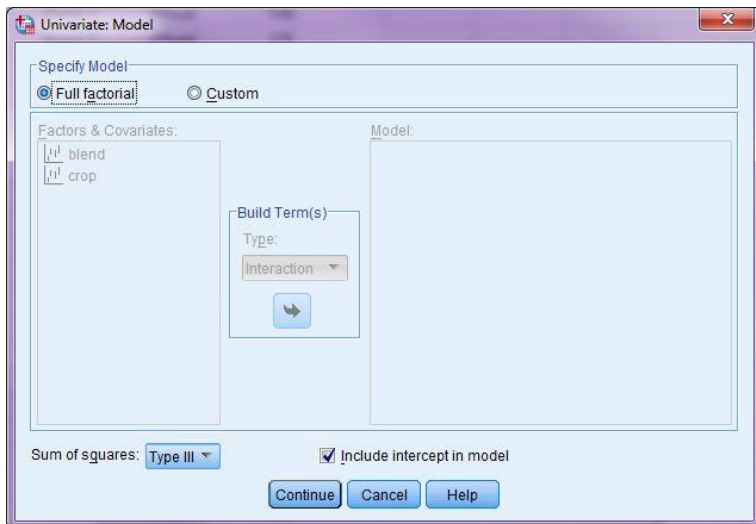 Univariate: Model
Specify Model
Full factorial
Custom
Factors & Covariates:
Model:
blend
crop
Build Term(s)
Type:
Interaction
Sum of squares: Type III
Include intercept in model
Continue Cancel Help